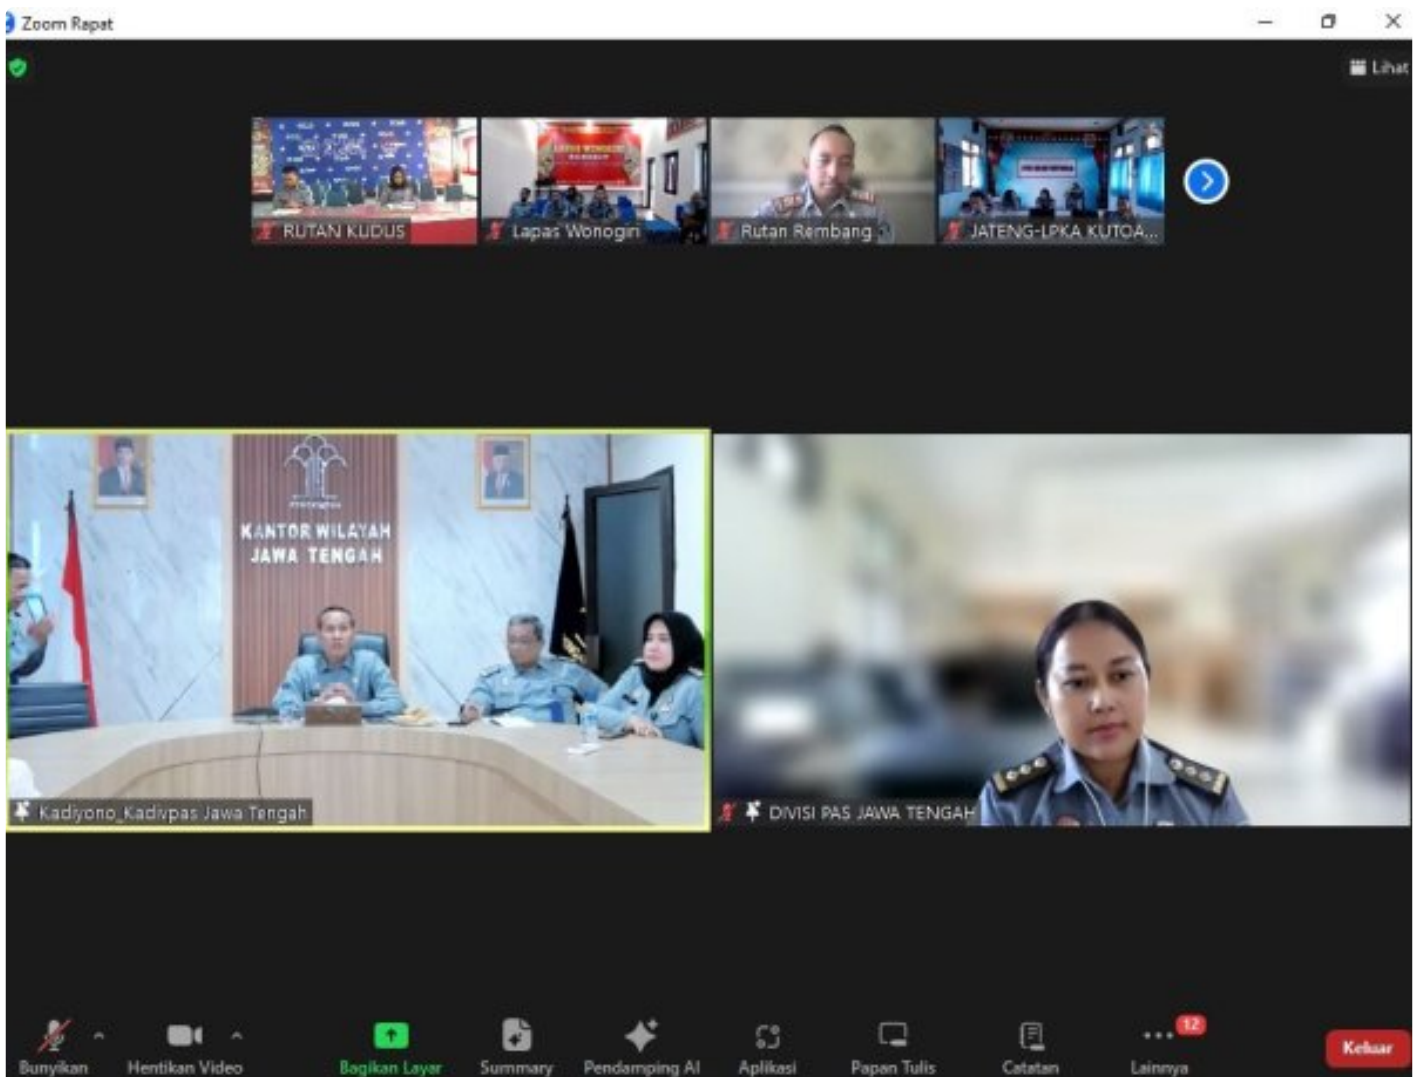 Zoom Rapat
Lihat
RUTAN KUDUS
Lapas Wonogiri
Rutan Rembang
JATENG-LPKA KUTOA...
LAPAS WONOGIRI
KANTOR WILAYAH
JAWA TENGAH
Kadiyono_Kadivpas Jawa Tengah
DIVISI PAS JAWA TENGAH
Bunyikan
Hentikan Video
Bagikan Layar
Summary
Pendamping AI
Aplikasi
Papan Tulis
Catatan
12
Lainnya
Keluar